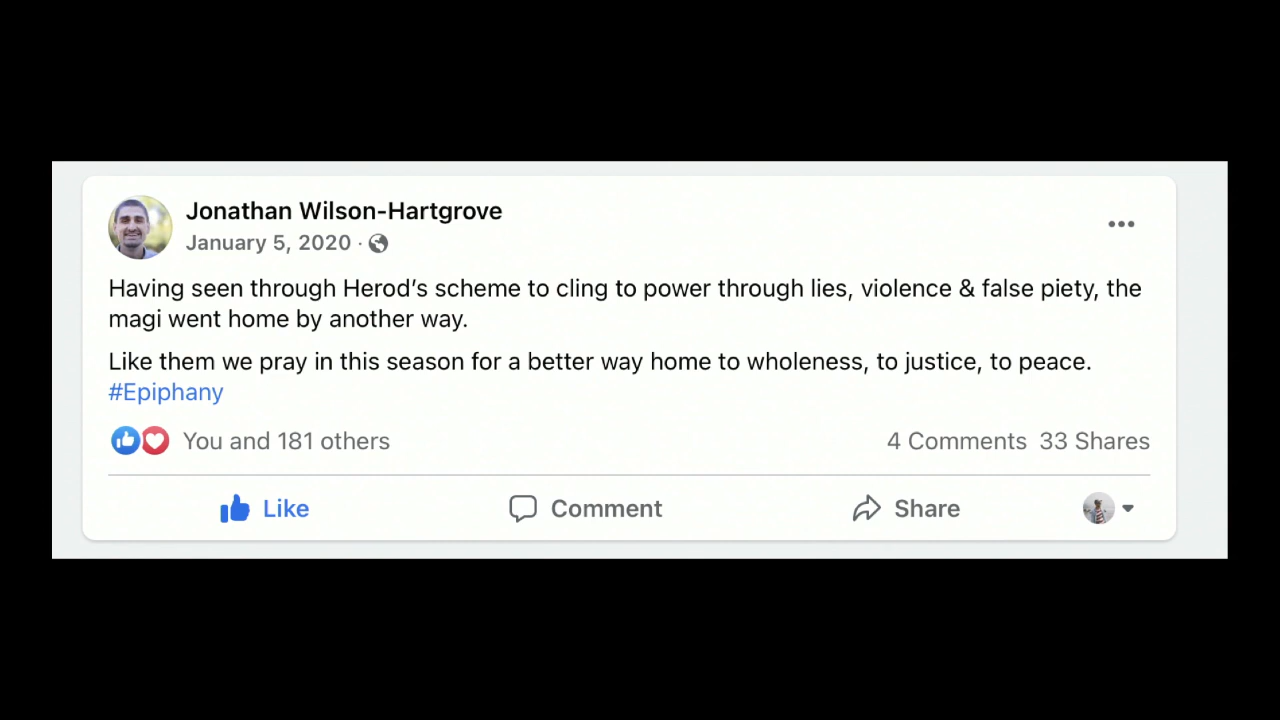 Jonathan Wilson-Hartgrove
January 5, 2020 ·
Having seen through Herod’s scheme to cling to power through lies, violence & false piety, the
magi went home by another way.
Like them we pray in this season for a better way home to wholeness, to justice, to peace.
#Epiphany
You and 181 others 4 Comments 33 Shares
Like Comment Share